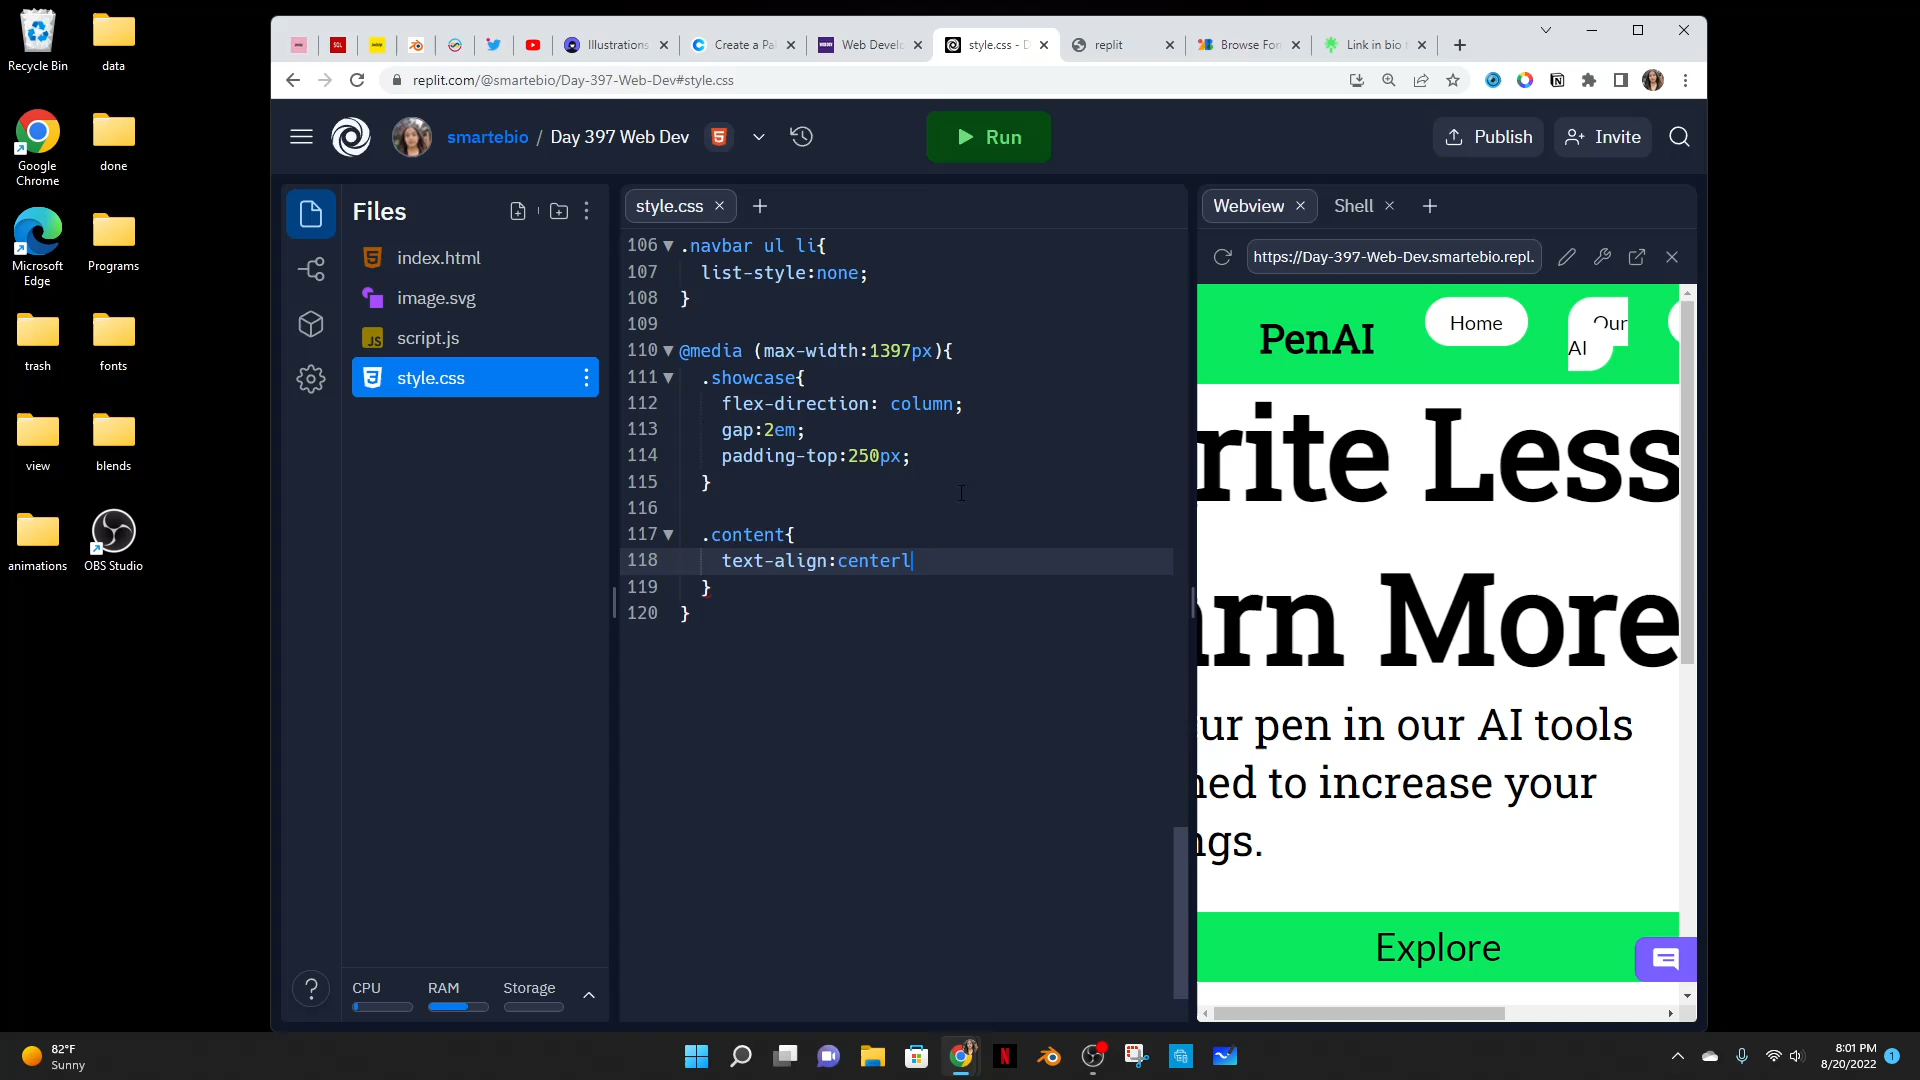 Recycle Bin
data
Google Chrome
done
Microsoft Edge
Programs
trash
fonts
view
blends
animations
OBS Studio
Illustrations
Create a Pa
Web Develo
style.css - D
replit
Browse Fon
Link in bio
replit.com/@smartebio/Day-397-Web-Dev#style.css
smartebio / Day 397 Web Dev
Run
Publish
Invite
Files
index.html
image.svg
script.js
style.css
CPU
RAM
Storage
style.css
106 .navbar ul li{
107 list-style:none;
108 }
109
110 @media (max-width:1397px){
111 .showcase{
112 flex-direction: column;
113 gap:2em;
114 padding-top:250px;
115 }
116
117 .content{
118 text-align:centerl
119 }
120 }
Webview
Shell
https://Day-397-Web-Dev.smartebio.repl.
PenAI
Home
Our
AI
rite Less
arn More
ur pen in our AI tools
ned to increase your
ngs.
Explore
82°F
Sunny
8:01 PM
8/20/2022
1